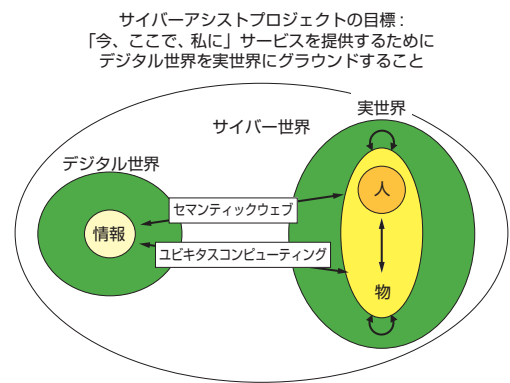 サイバーアシストプロジェクトの目標:
「今、ここで、私に」サービスを提供するために
デジタル世界を実世界にグラウンドすること
実世界
サイバー世界
デジタル世界
人
セマンティックウェブ
情報
ユビキタスコンピューティング
物